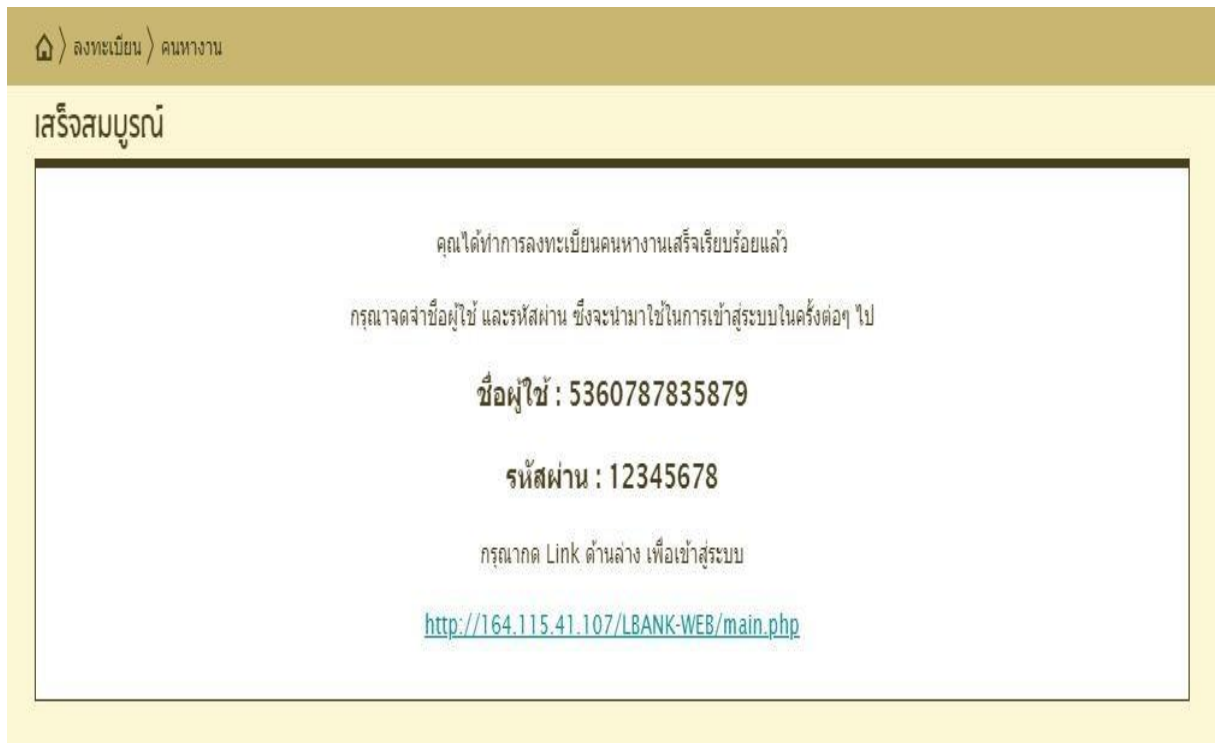 ลงทะเบียน 〉 คนหางาน
เสร็จสมบูรณ์
คุณได้ทำการลงทะเบียนคนหางานเสร็จเรียบร้อยแล้ว
กรุณาจดจำชื่อผู้ใช้ และรหัสผ่าน ซึ่งจะนำมาใช้ในการเข้าสู่ระบบในครั้งต่อๆ ไป
ชื่อผู้ใช้ : 5360787835879
รหัสผ่าน : 12345678
กรุณากด Link ด้านล่าง เพื่อเข้าสู่ระบบ
http://164.115.41.107/LBANK-WEB/main.php